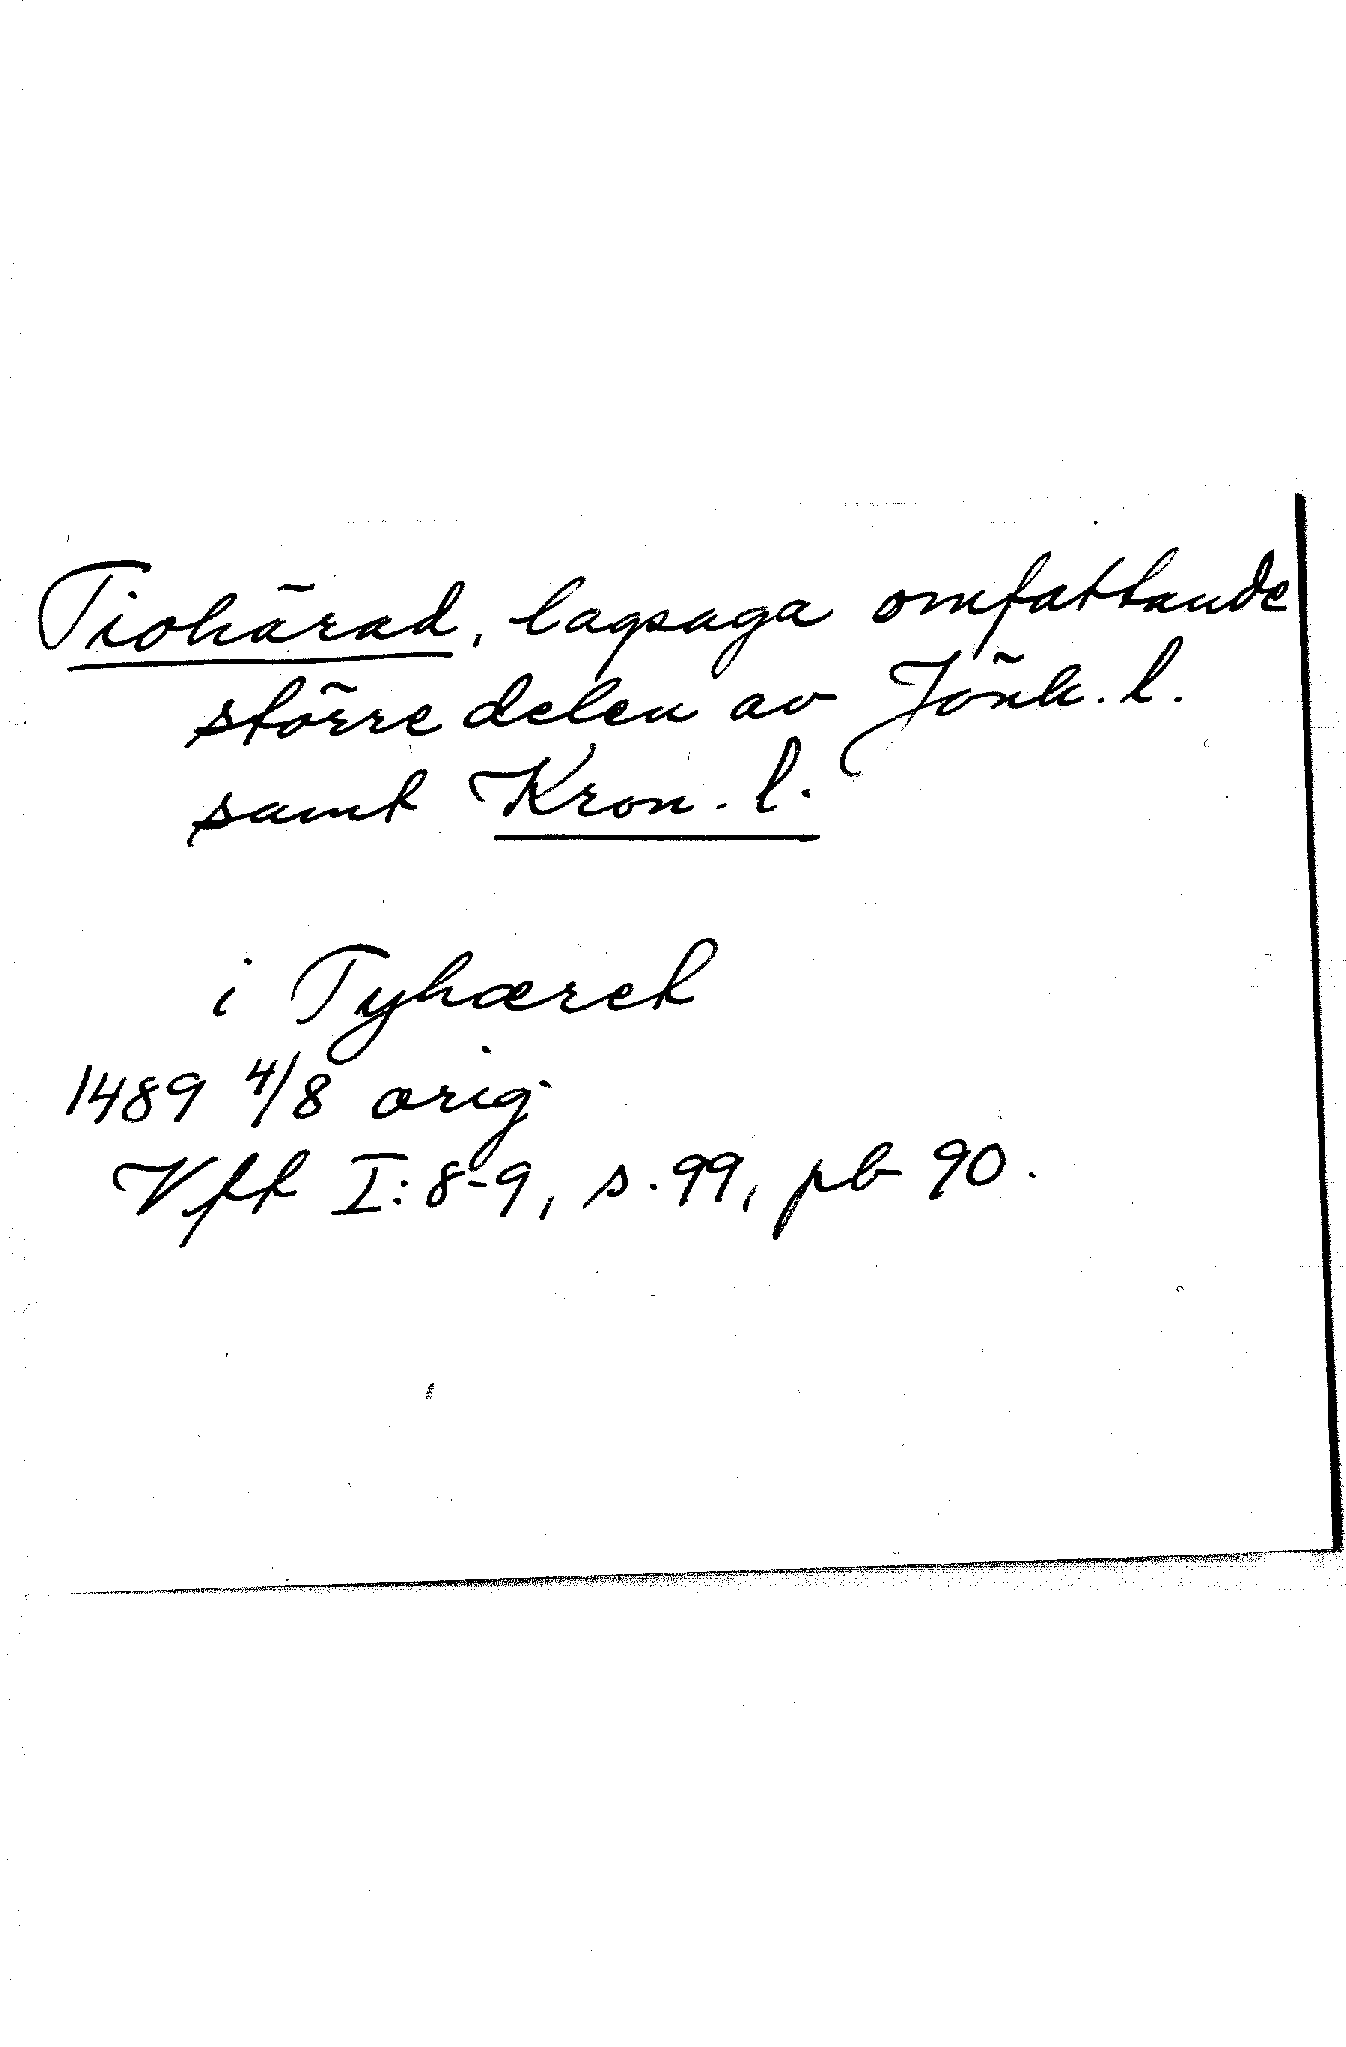 Tiohärad, lagsaga omfattande
större delen av Jönk. l.
samt Kron. l.
i Tyhæret
1489 4/8 orig
Vft I: 8-9, s. 99, pb 90.